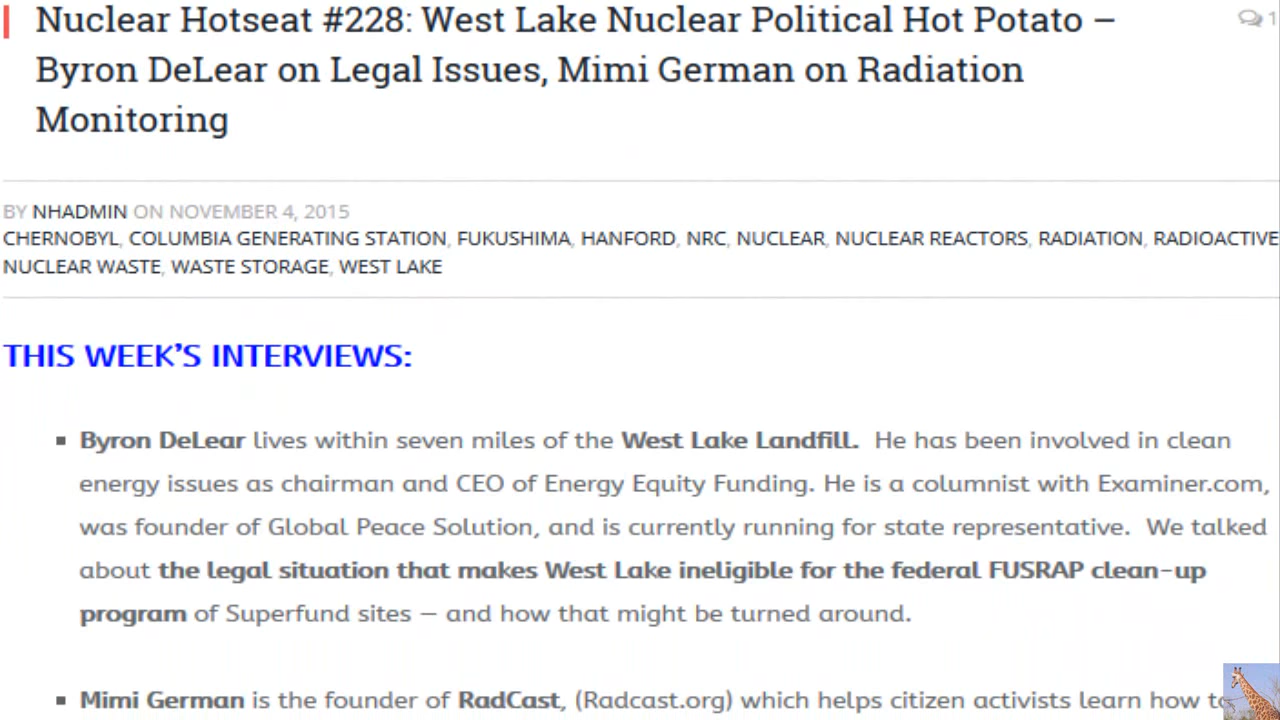 Nuclear Hotseat #228: West Lake Nuclear Political Hot Potato –
1
Byron DeLear on Legal Issues, Mimi German on Radiation
Monitoring
BY NHADMIN ON NOVEMBER 4, 2015
CHERNOBYL, COLUMBIA GENERATING STATION, FUKUSHIMA, HANFORD, NRC, NUCLEAR, NUCLEAR REACTORS, RADIATION, RADIOACTIVE
NUCLEAR WASTE, WASTE STORAGE, WEST LAKE
THIS WEEK'S INTERVIEWS:
▪ Byron DeLear lives within seven miles of the West Lake Landfill. He has been involved in clean
energy issues as chairman and CEO of Energy Equity Funding. He is a columnist with Examiner.com,
was founder of Global Peace Solution, and is currently running for state representative. We talked
about the legal situation that makes West Lake ineligible for the federal FUSRAP clean-up
program of Superfund sites – and how that might be turned around.
▪ Mimi German is the founder of RadCast, (Radcast.org) which helps citizen activists learn how to